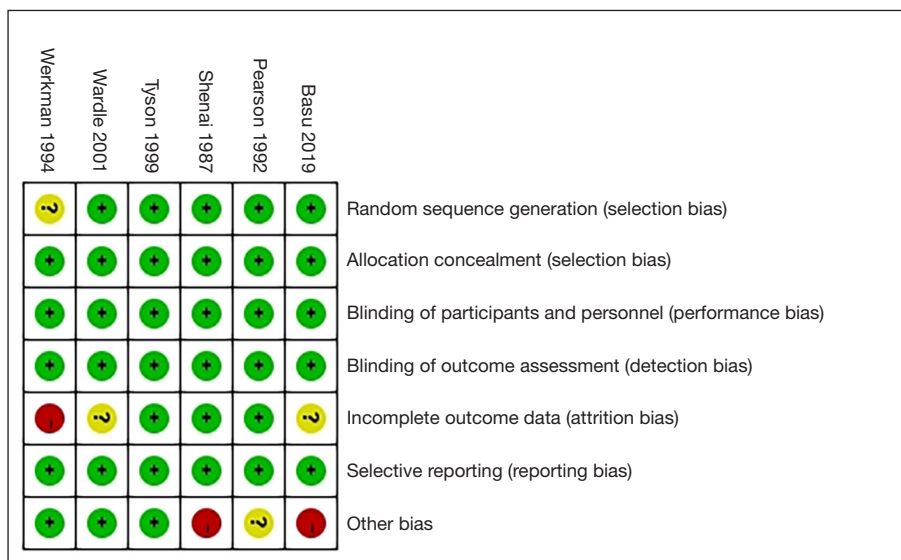 Werkman 1994
Wardle 2001
Tyson 1999
Shenai 1987
Pearson 1992
Basu 2019
? + + + + + Random sequence generation (selection bias)
+ + + + + + Allocation concealment (selection bias)
+ + + + + + Blinding of participants and personnel (performance bias)
+ + + + + + Blinding of outcome assessment (detection bias)
- ? + + + ? Incomplete outcome data (attrition bias)
+ + + + + + Selective reporting (reporting bias)
+ + + - ? - Other bias